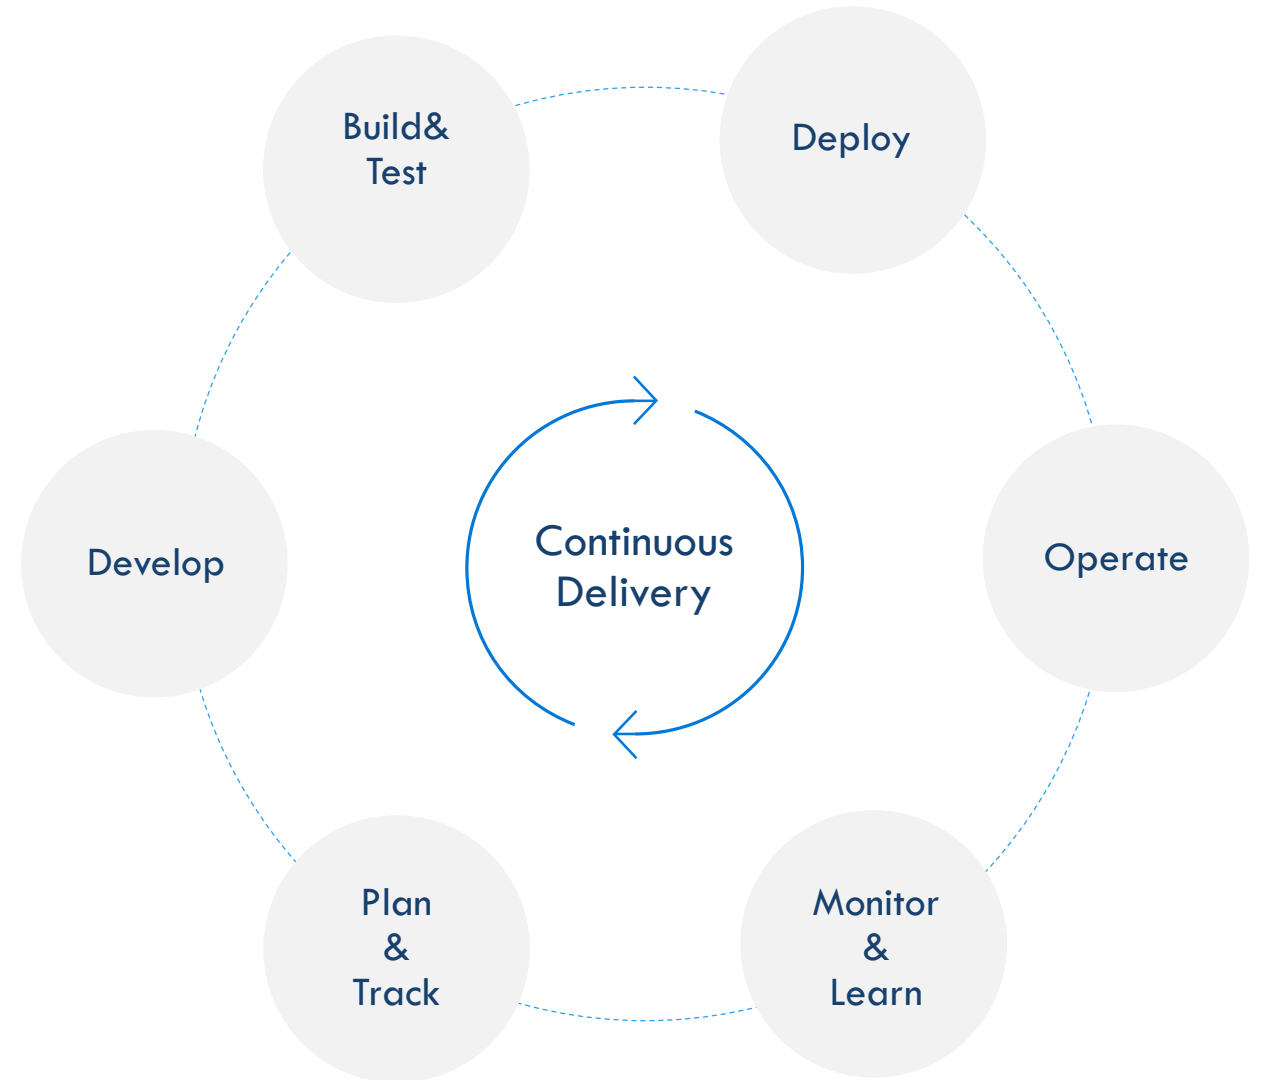 Build&
Test
Deploy
Develop
Continuous
Delivery
Operate
Plan
&
Track
Monitor
&
Learn